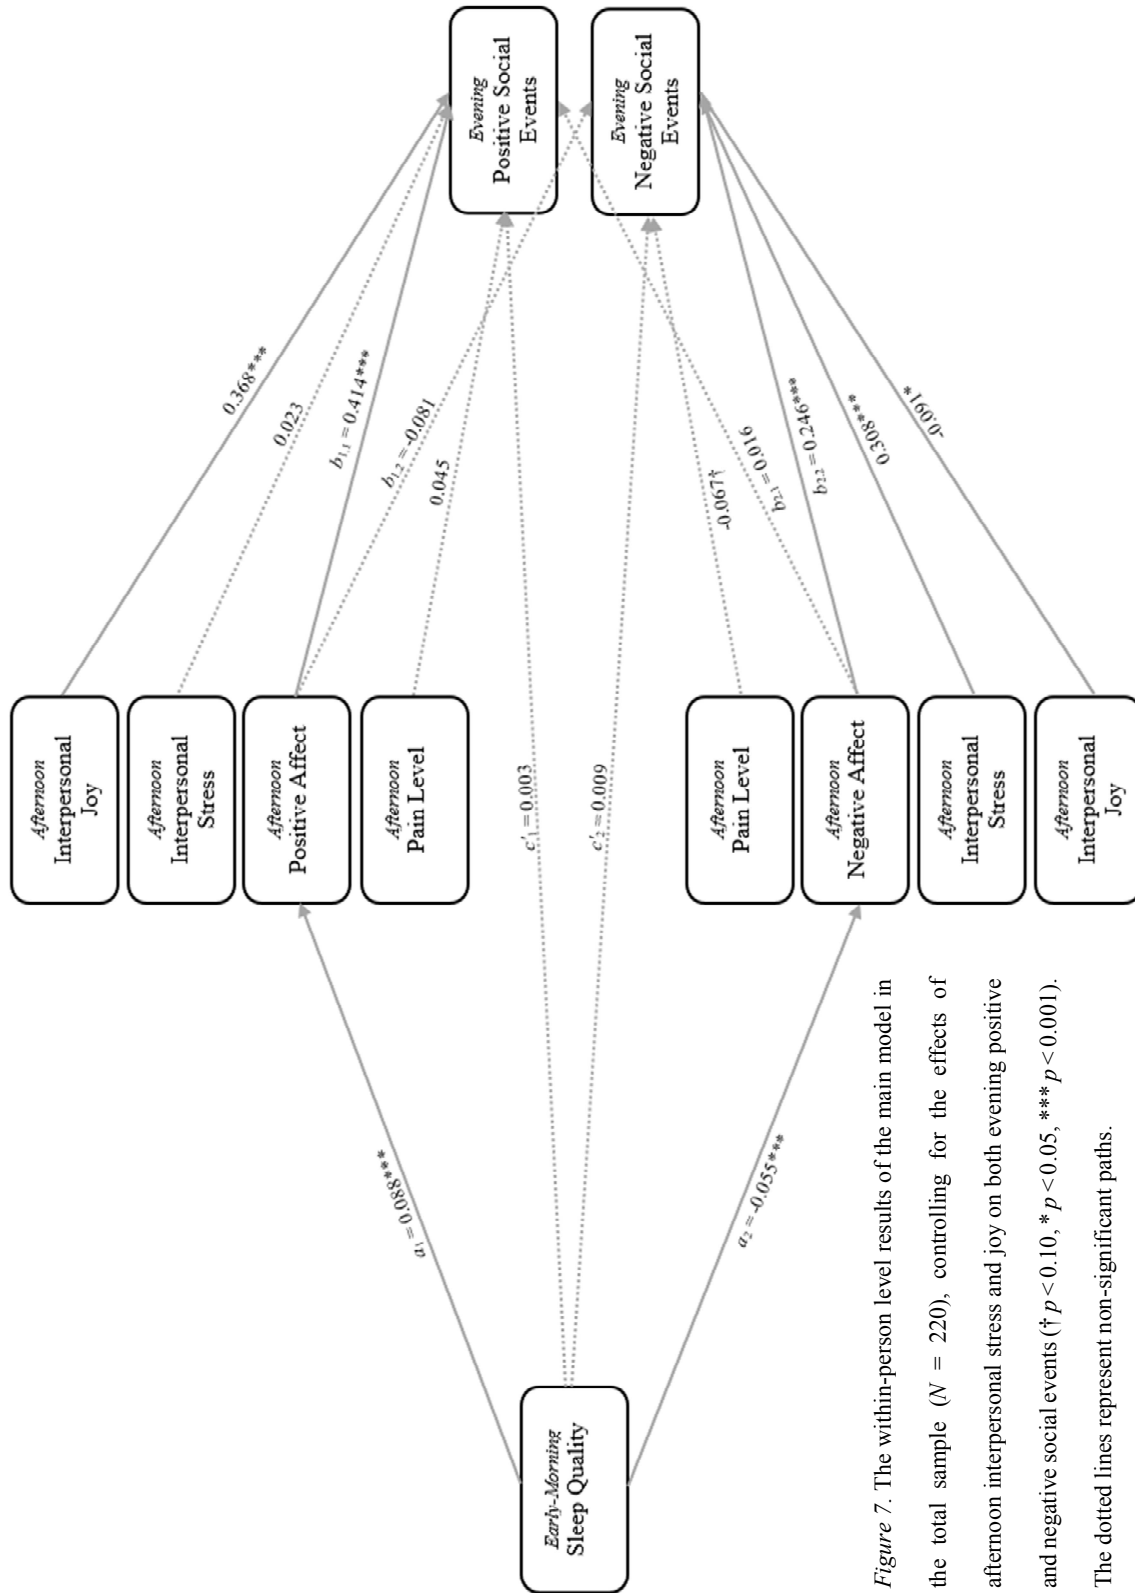 Early-Morning
Sleep Quality
a₁ = 0.088***
a₂ = -0.055***
c'₁ = 0.003
c'₂ = 0.009
Afternoon
Interpersonal
Joy
Afternoon
Interpersonal
Stress
Afternoon
Positive Affect
Afternoon
Pain Level
Afternoon
Pain Level
Afternoon
Negative Affect
Afternoon
Interpersonal
Stress
Afternoon
Interpersonal
Joy
0.368***
0.023
b₁,₁ = 0.414***
b₁,₂ = -0.081
0.045
-0.067†
b₂,₁ = 0.016
b₂,₂ = 0.246***
0.308***
-0.091*
Evening
Positive Social
Events
Evening
Negative Social
Events
Figure 7. The within-person level results of the main model in
the total sample (N = 220), controlling for the effects of
afternoon interpersonal stress and joy on both evening positive
and negative social events († p < 0.10, * p < 0.05, *** p < 0.001).
The dotted lines represent non-significant paths.